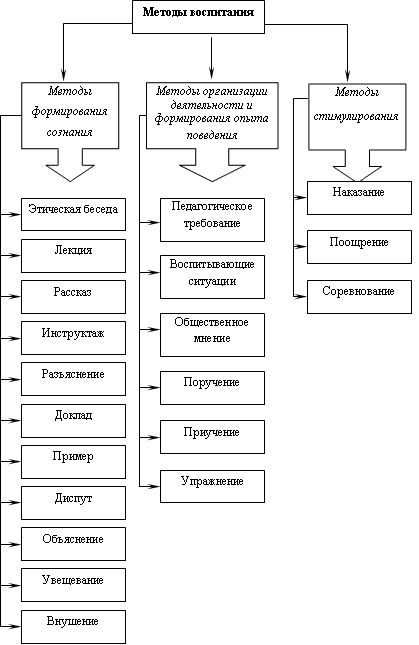 Методы воспитания
Методы
формирования
сознания
Этическая беседа
Лекция
Рассказ
Инструктаж
Разъяснение
Доклад
Пример
Диспут
Объяснение
Увещевание
Внушение
Методы организации
деятельности и
формирования опыта
поведения
Педагогическое
требование
Воспитывающие
ситуации
Общественное
мнение
Поручение
Приучение
Упражнение
Методы
стимулирования
Наказание
Поощрение
Соревнование